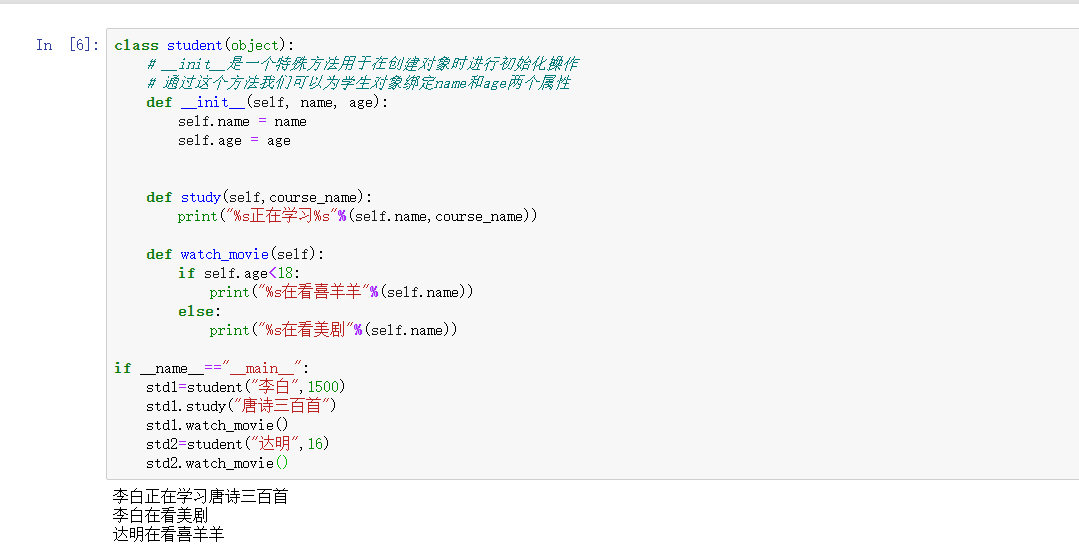 In [6]:
class student(object):
    # __init__是一个特殊方法用于在创建对象时进行初始化操作
    # 通过这个方法我们可以为学生对象绑定name和age两个属性
    def __init__(self, name, age):
        self.name = name
        self.age = age
    def study(self,course_name):
        print("%s正在学习%s"%(self.name,course_name))
    def watch_movie(self):
        if self.age<18:
            print("%s在看喜羊羊"%(self.name))
        else:
            print("%s在看美剧"%(self.name))
if __name__=="__main__":
    std1=student("李白",1500)
    std1.study("唐诗三百首")
    std1.watch_movie()
    std2=student("达明",16)
    std2.watch_movie()
李白正在学习唐诗三百首
李白在看美剧
达明在看喜羊羊